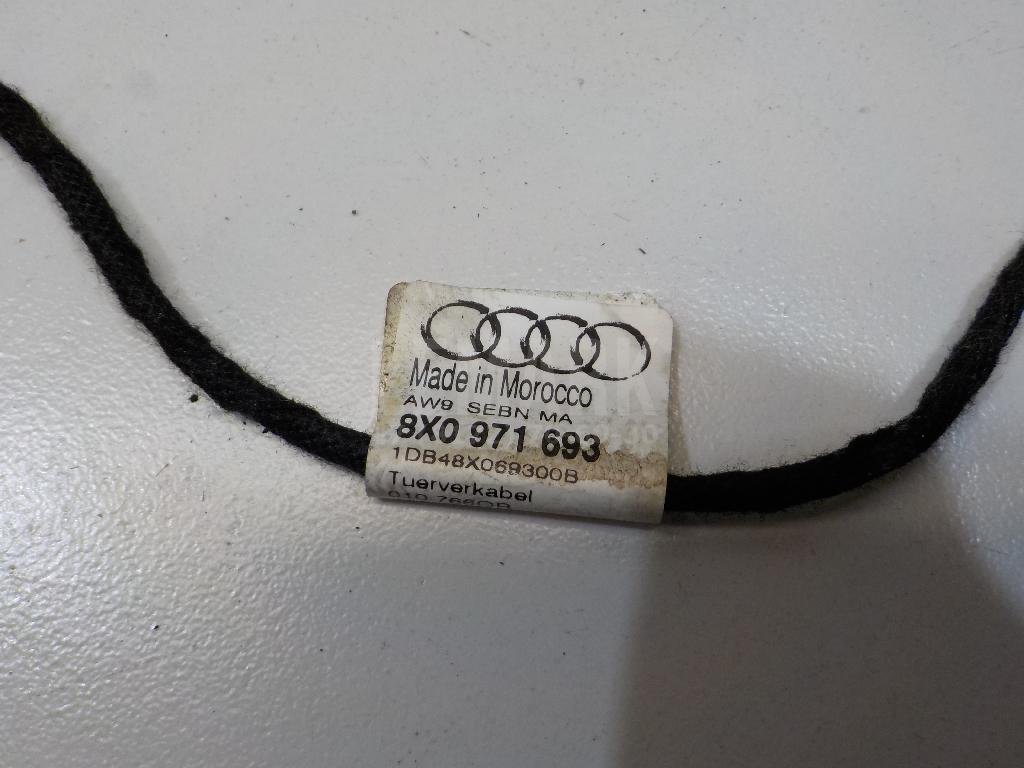 Made in Morocco
AW9 SEBN MA
8X0 971 693
1DB48X069300B
Tuerverkabel